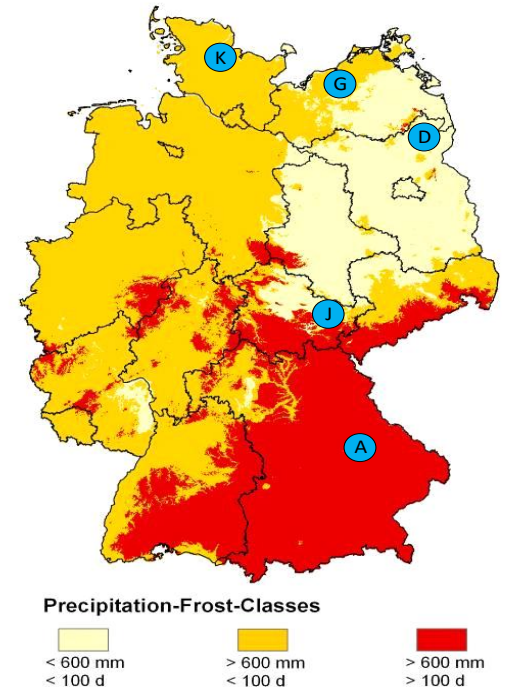 K
G
D
J
A
Precipitation-Frost-Classes
< 600 mm > 600 mm > 600 mm
< 100 d < 100 d > 100 d